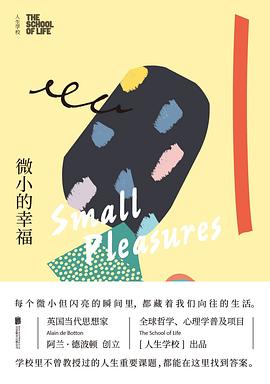 人生学校
THE
SCHOOL
OF LIFE
微小的幸福
Small
Pleasures
每个微小但闪亮的瞬间里，都藏着我们向往的生活。
英国当代思想家
Alain de Botton
阿兰·德波顿 创立
全球哲学、心理学普及项目
The School of Life
[ 人生学校 ] 出品
学校里不曾教授过的人生重要课题，都能在这里找到答案。